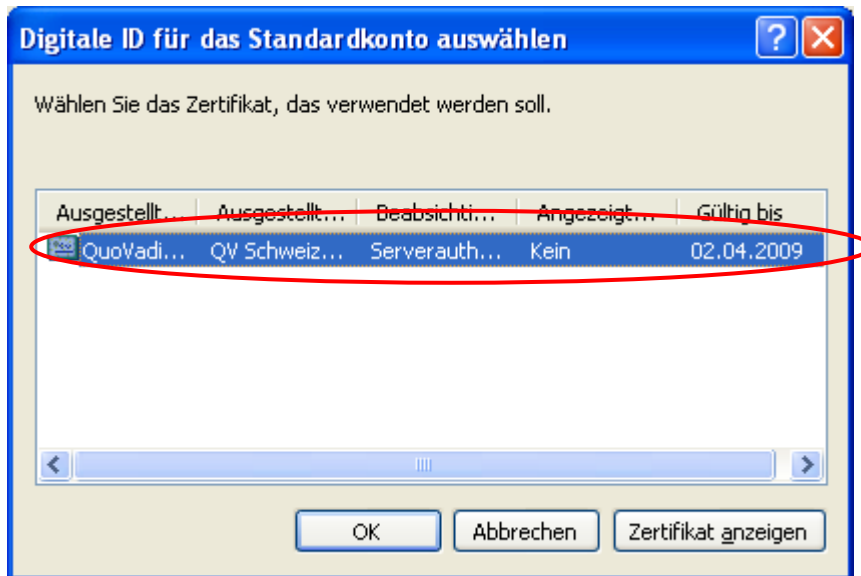 Digitale ID für das Standardkonto auswählen
Wählen Sie das Zertifikat, das verwendet werden soll.
Ausgestellt... Ausgestellt... Beabsichti... Angezeigt... Gültig bis
QuoVadi... QV Schweiz... Serverauth... Kein 02.04.2009
OK Abbrechen Zertifikat anzeigen